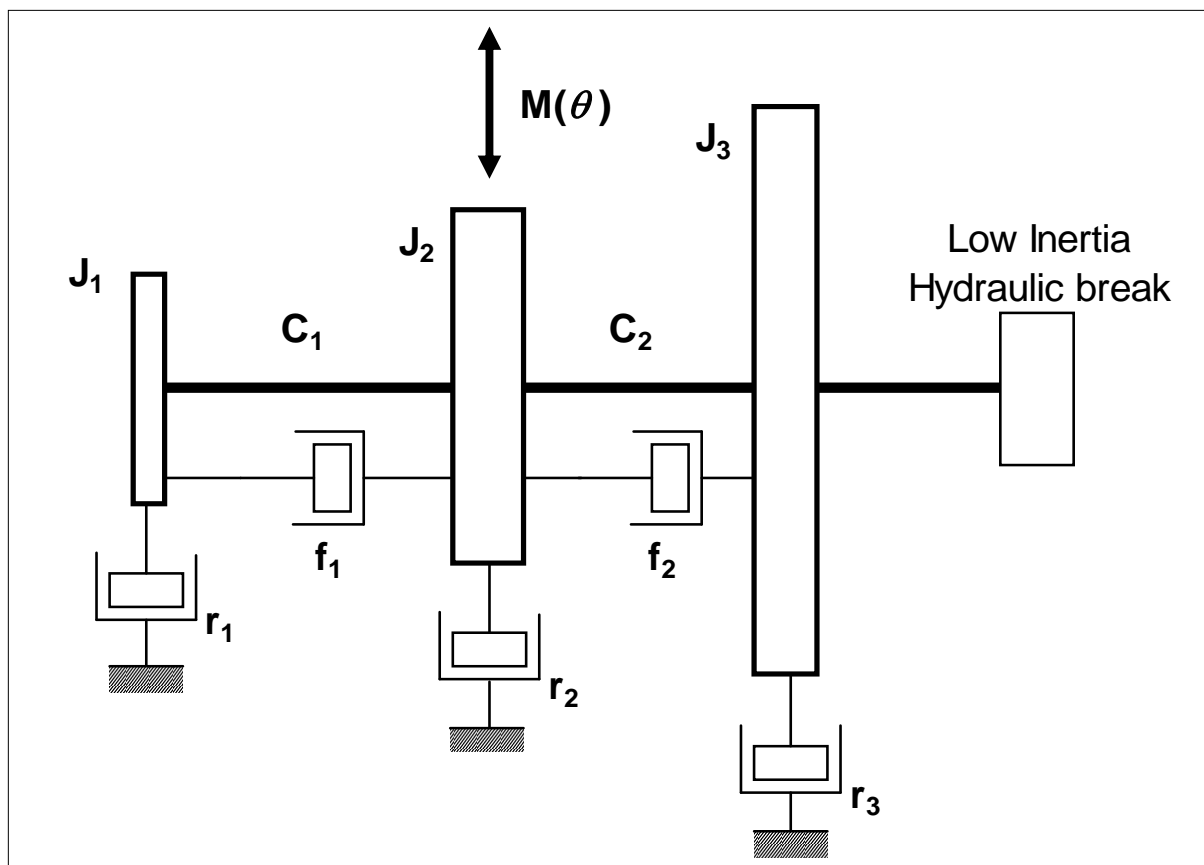 M(θ)
J₃
J₂
J₁
Low Inertia
Hydraulic break
C₁
C₂
f₁
f₂
r₁
r₂
r₃